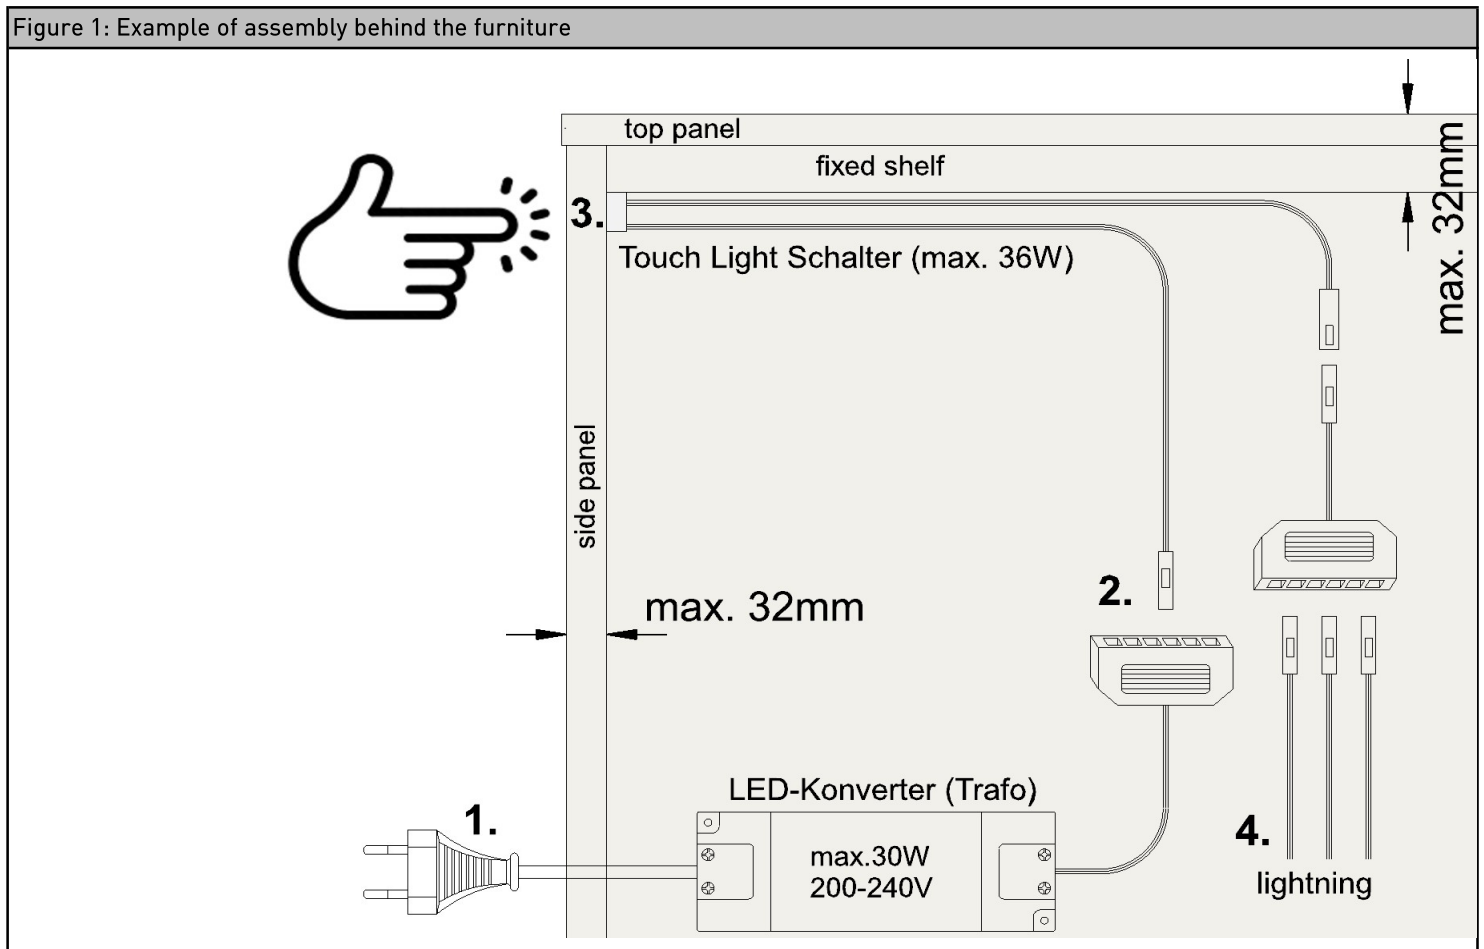 Figure 1: Example of assembly behind the furniture
top panel
fixed shelf
max. 32mm
3.
Touch Light Schalter (max. 36W)
side panel
2.
max. 32mm
LED-Konverter (Trafo)
1.
max.30W
200-240V
4.
lightning